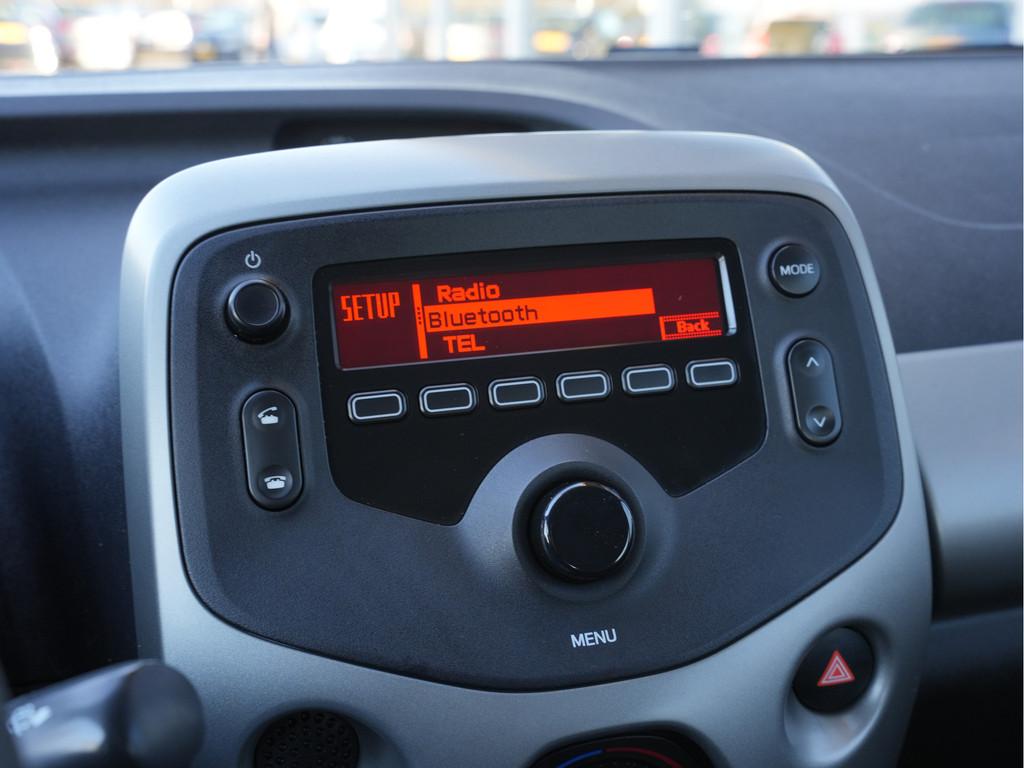 MODE
SETUP
Radio
Bluetooth
TEL
Back
MENU